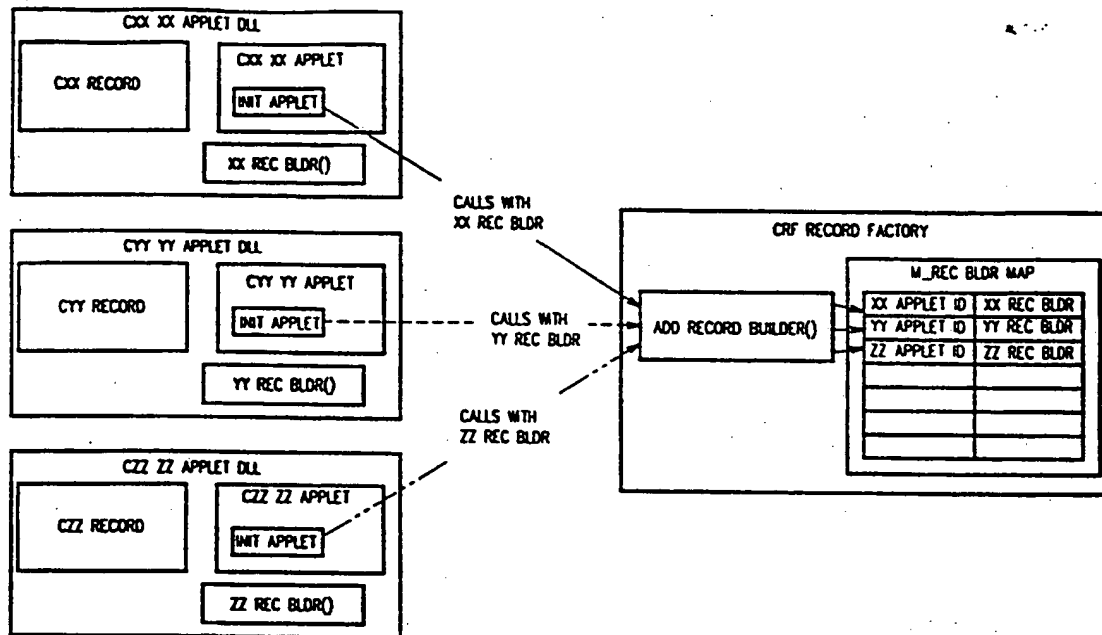 CXX XX APPLET DLL
CXX RECORD
CXX XX APPLET
INIT APPLET
XX REC BLDR()
CYY YY APPLET DLL
CYY RECORD
CYY YY APPLET
INIT APPLET
YY REC BLDR()
CZZ ZZ APPLET DLL
CZZ RECORD
CZZ ZZ APPLET
INIT APPLET
ZZ REC BLDR()
CALLS WITH
XX REC BLDR
CALLS WITH
YY REC BLDR
CALLS WITH
ZZ REC BLDR
CRF RECORD FACTORY
ADD RECORD BUILDER()
M_REC BLDR MAP
XX APPLET ID XX REC BLDR
YY APPLET ID YY REC BLDR
ZZ APPLET ID ZZ REC BLDR